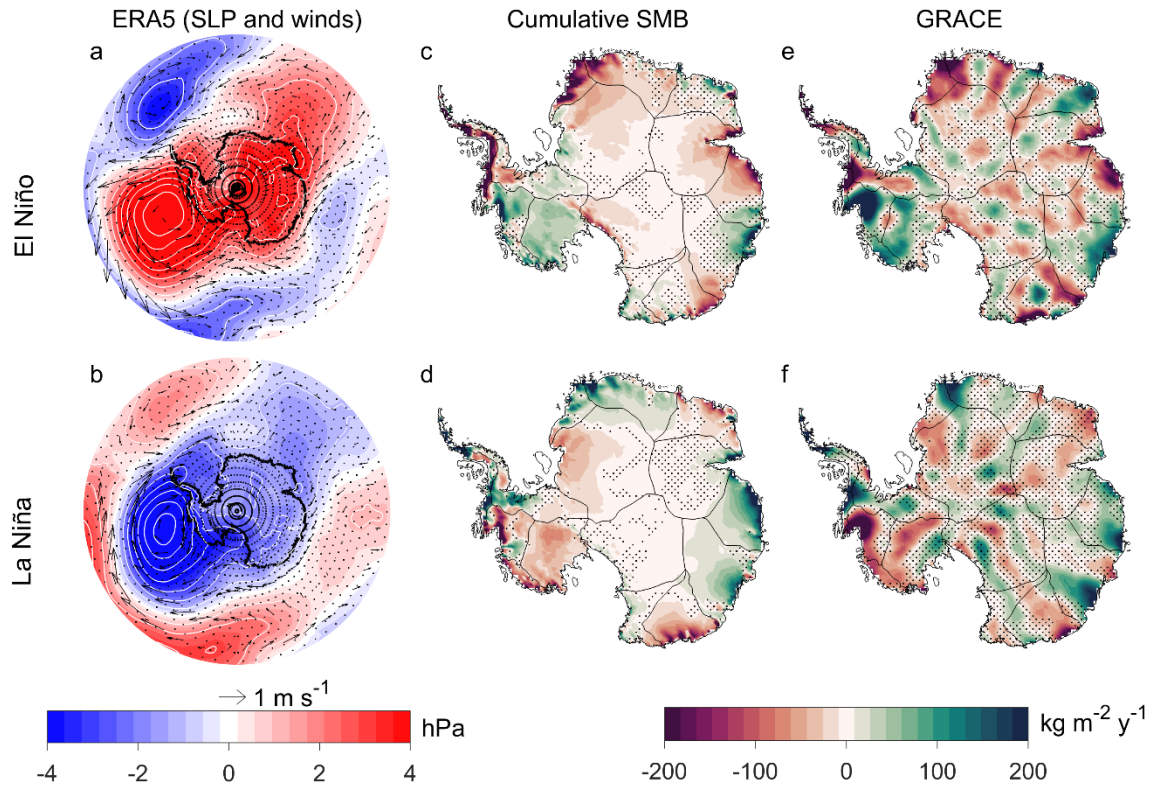 ERA5 (SLP and winds)
Cumulative SMB
GRACE
El Niño
a
c
e
La Niña
b
d
f
1 m s⁻¹
hPa
-4 -2 0 2 4
kg m⁻² y⁻¹
-200 -100 0 100 200